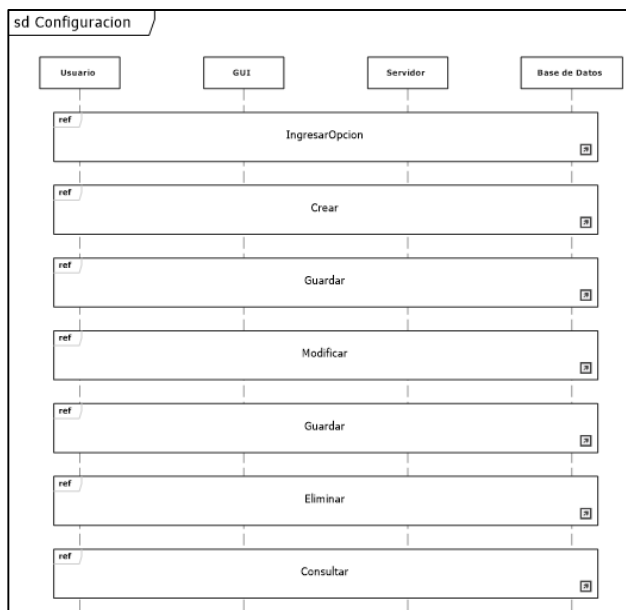 sd Configuracion
Usuario GUI Servidor Base de Datos
ref
IngresarOpcion
ref
Crear
ref
Guardar
ref
Modificar
ref
Guardar
ref
Eliminar
ref
Consultar